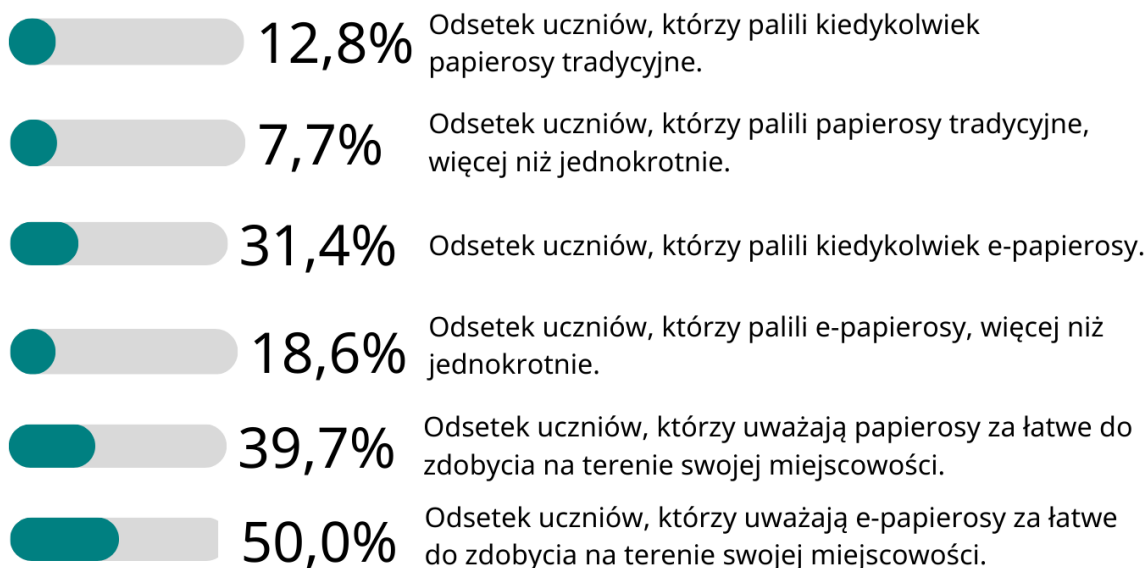 12,8%
Odsetek uczniów, którzy palili kiedykolwiek
papierosy tradycyjne.
7,7%
Odsetek uczniów, którzy palili papierosy tradycyjne,
więcej niż jednokrotnie.
31,4%
Odsetek uczniów, którzy palili kiedykolwiek e-papierosy.
18,6%
Odsetek uczniów, którzy palili e-papierosy, więcej niż
jednokrotnie.
39,7%
Odsetek uczniów, którzy uważają papierosy za łatwe do
zdobycia na terenie swojej miejscowości.
50,0%
Odsetek uczniów, którzy uważają e-papierosy za łatwe
do zdobycia na terenie swojej miejscowości.